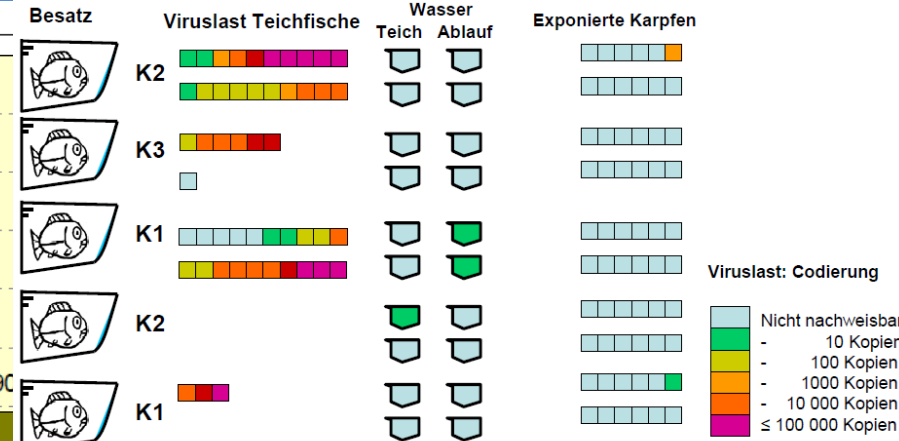 Besatz
Viruslast Teichfische
Wasser
Teich Ablauf
Exponierte Karpfen
K2
K3
K1
K2
K1
Viruslast: Codierung
Nicht nachweisbar
- 10 Kopien
- 100 Kopien
- 1000 Kopien
- 10 000 Kopien
≤ 100 000 Kopien